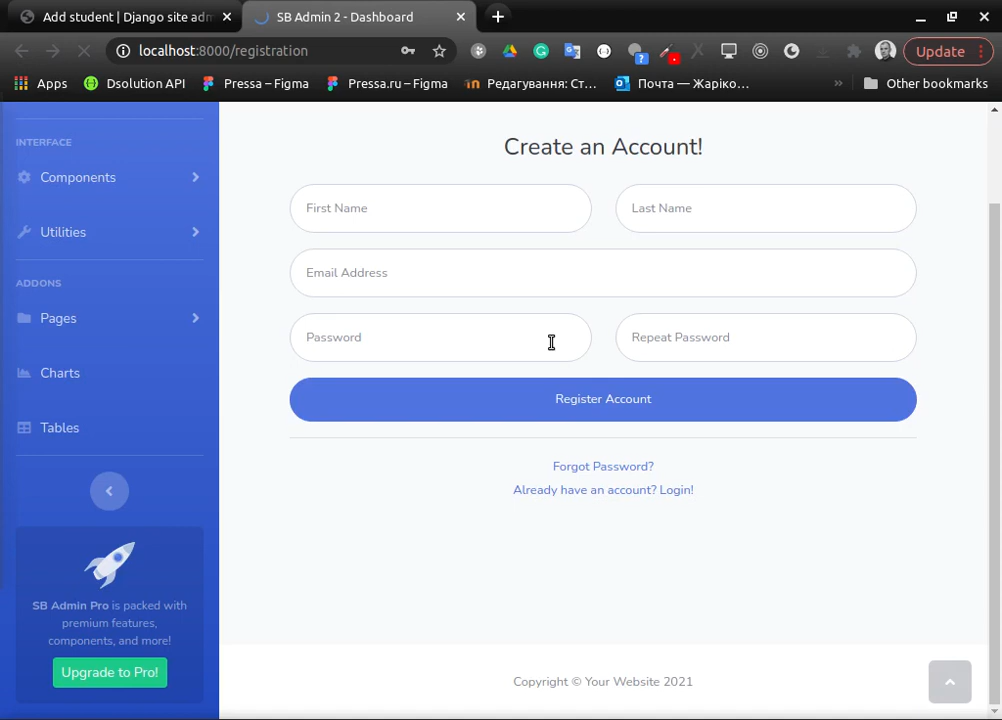 Add student | Django site adm
SB Admin 2 - Dashboard
localhost:8000/registration
Update
Apps
Dsolution API
Pressa – Figma
Pressa.ru – Figma
Редагування: Ст...
Почта — Жаріко...
Other bookmarks
INTERFACE
Components
Utilities
ADDONS
Pages
Charts
Tables
SB Admin Pro is packed with
premium features,
components, and more!
Upgrade to Pro!
Create an Account!
First Name
Last Name
Email Address
Password
Repeat Password
Register Account
Forgot Password?
Already have an account? Login!
Copyright © Your Website 2021